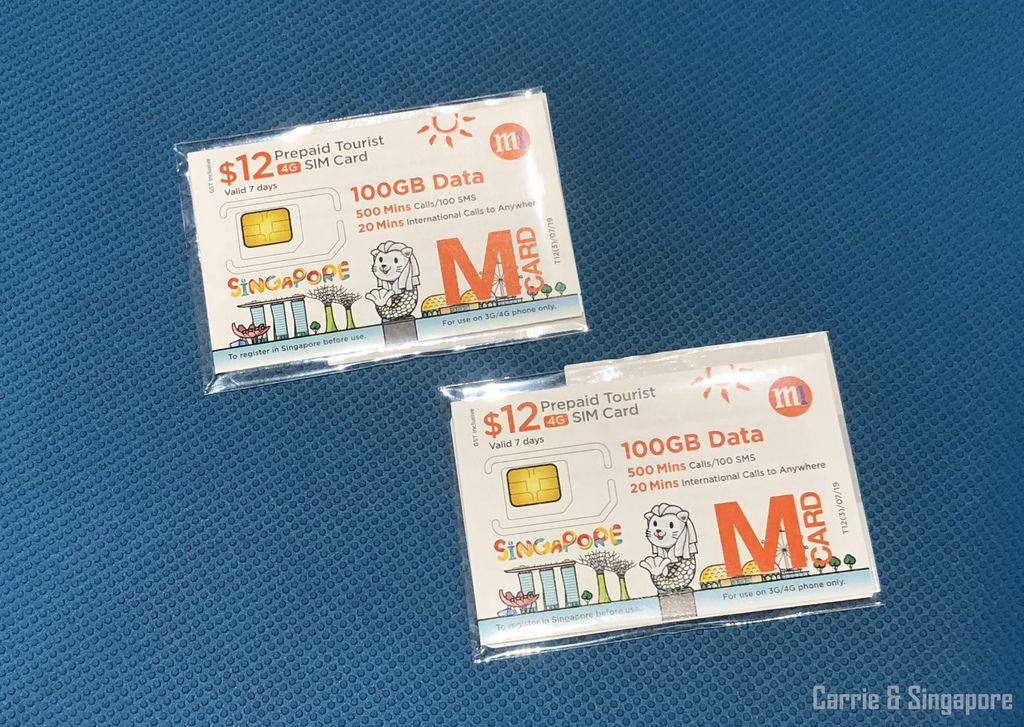 GST Inclusive
$12 Prepaid Tourist
4G SIM Card
Valid 7 days
m1
100GB Data
500 Mins Calls/100 SMS
20 Mins International Calls to Anywhere
SINGAPORE
M CARD
T12(3)/07/19
To register in Singapore before use.
For use on 3G/4G phone only.
GST Inclusive
$12 Prepaid Tourist
4G SIM Card
Valid 7 days
m1
100GB Data
500 Mins Calls/100 SMS
20 Mins International Calls to Anywhere
SINGAPORE
M CARD
T12(3)/07/19
To register in Singapore before use.
For use on 3G/4G phone only.
Carrie & Singapore